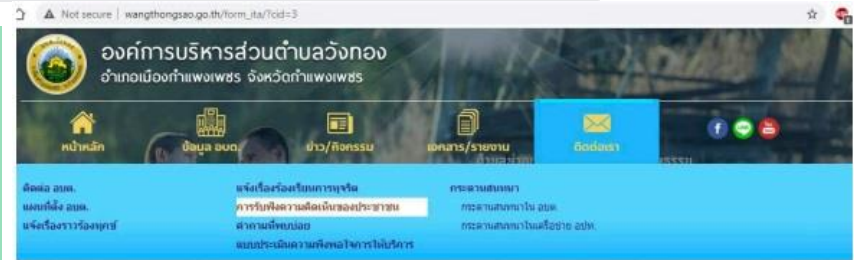 Not secure | wangthongsao.go.th/form_ita/?cid=3
องค์การบริหารส่วนตำบลวังทอง
อำเภอเมืองกำแพงเพชร จังหวัดกำแพงเพชร
หน้าหลัก ข้อมูล อบต. ข่าว/กิจกรรม เอกสาร/รายงาน ติดต่อเรา
ติดต่อ อบต. แจ้งเรื่องร้องเรียนการทุจริต กระดานสนทนา
แผนที่ตั้ง อบต. การรับฟังความคิดเห็นของประชาชน กระดานสนทนาใน อบต.
แจ้งเรื่องราวร้องทุกข์ คำถามที่พบบ่อย กระดานสนทนาในเครือข่าย อปท.
แบบประเมินความพึงพอใจการให้บริการ